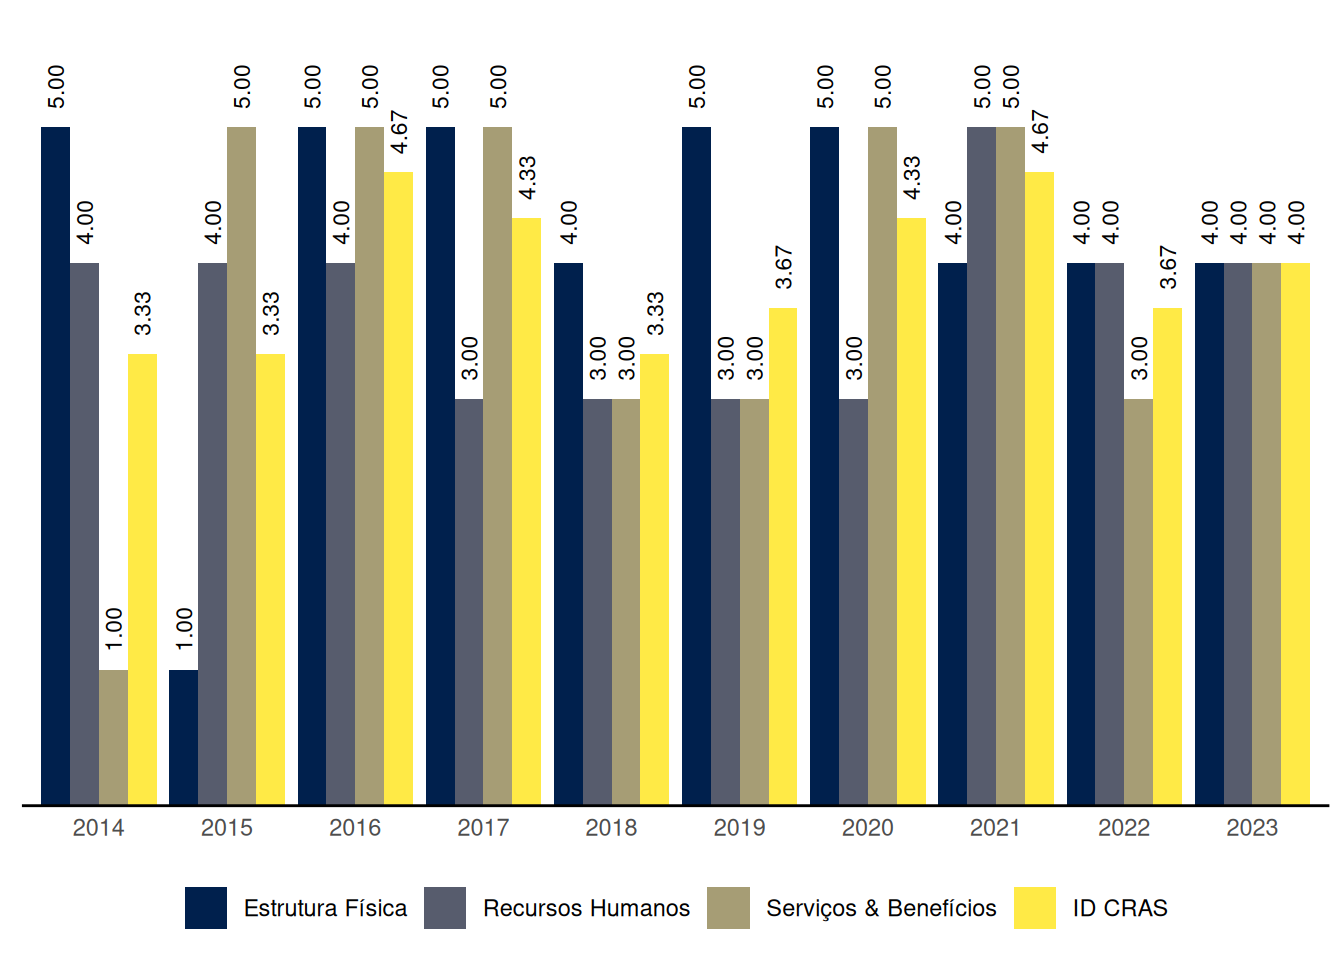 5.00 4.00 1.00 3.33 1.00 4.00 5.00 3.33 5.00 4.00 5.00 4.67 5.00 3.00 5.00 4.33 4.00 3.00 3.00 3.33 5.00 3.00 3.00 3.67 5.00 3.00 5.00 4.33 4.00 5.00 5.00 4.67 4.00 4.00 3.00 3.67 4.00 4.00 4.00 4.00
2014 2015 2016 2017 2018 2019 2020 2021 2022 2023
Estrutura Física Recursos Humanos Serviços & Benefícios ID CRAS